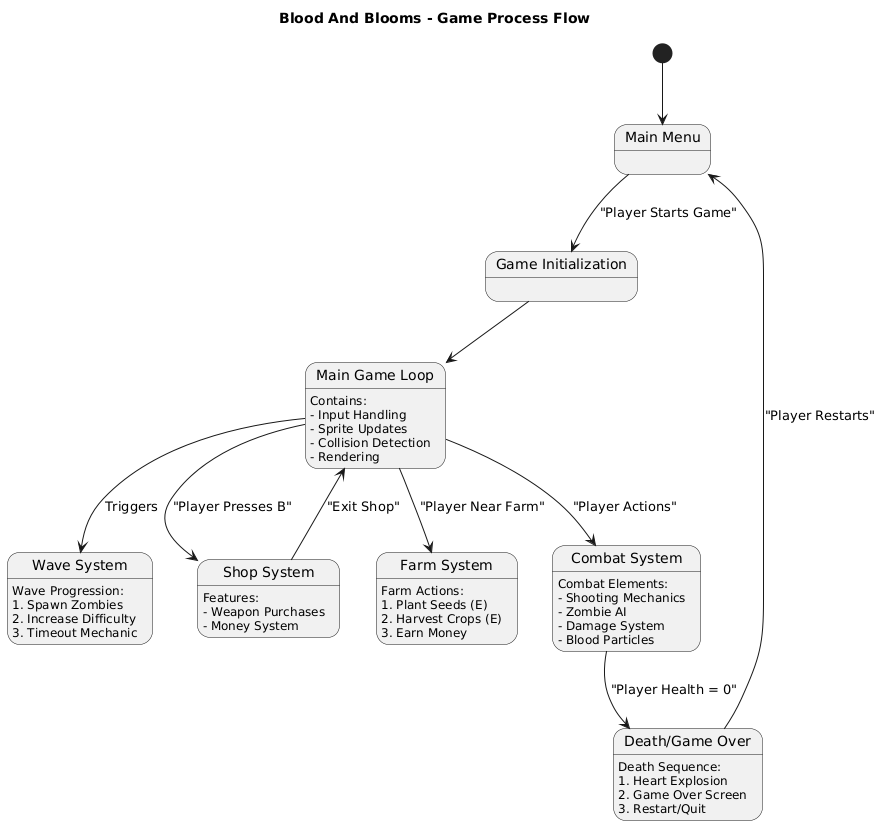 Blood And Blooms - Game Process Flow
Main Menu
"Player Starts Game"
Game Initialization
Main Game Loop
Contains:
- Input Handling
- Sprite Updates
- Collision Detection
- Rendering
"Player Restarts"
Triggers
"Player Presses B"
"Exit Shop"
"Player Near Farm"
"Player Actions"
Wave System
Wave Progression:
1. Spawn Zombies
2. Increase Difficulty
3. Timeout Mechanic
Shop System
Features:
- Weapon Purchases
- Money System
Farm System
Farm Actions:
1. Plant Seeds (E)
2. Harvest Crops (E)
3. Earn Money
Combat System
Combat Elements:
- Shooting Mechanics
- Zombie AI
- Damage System
- Blood Particles
"Player Health = 0"
Death/Game Over
Death Sequence:
1. Heart Explosion
2. Game Over Screen
3. Restart/Quit